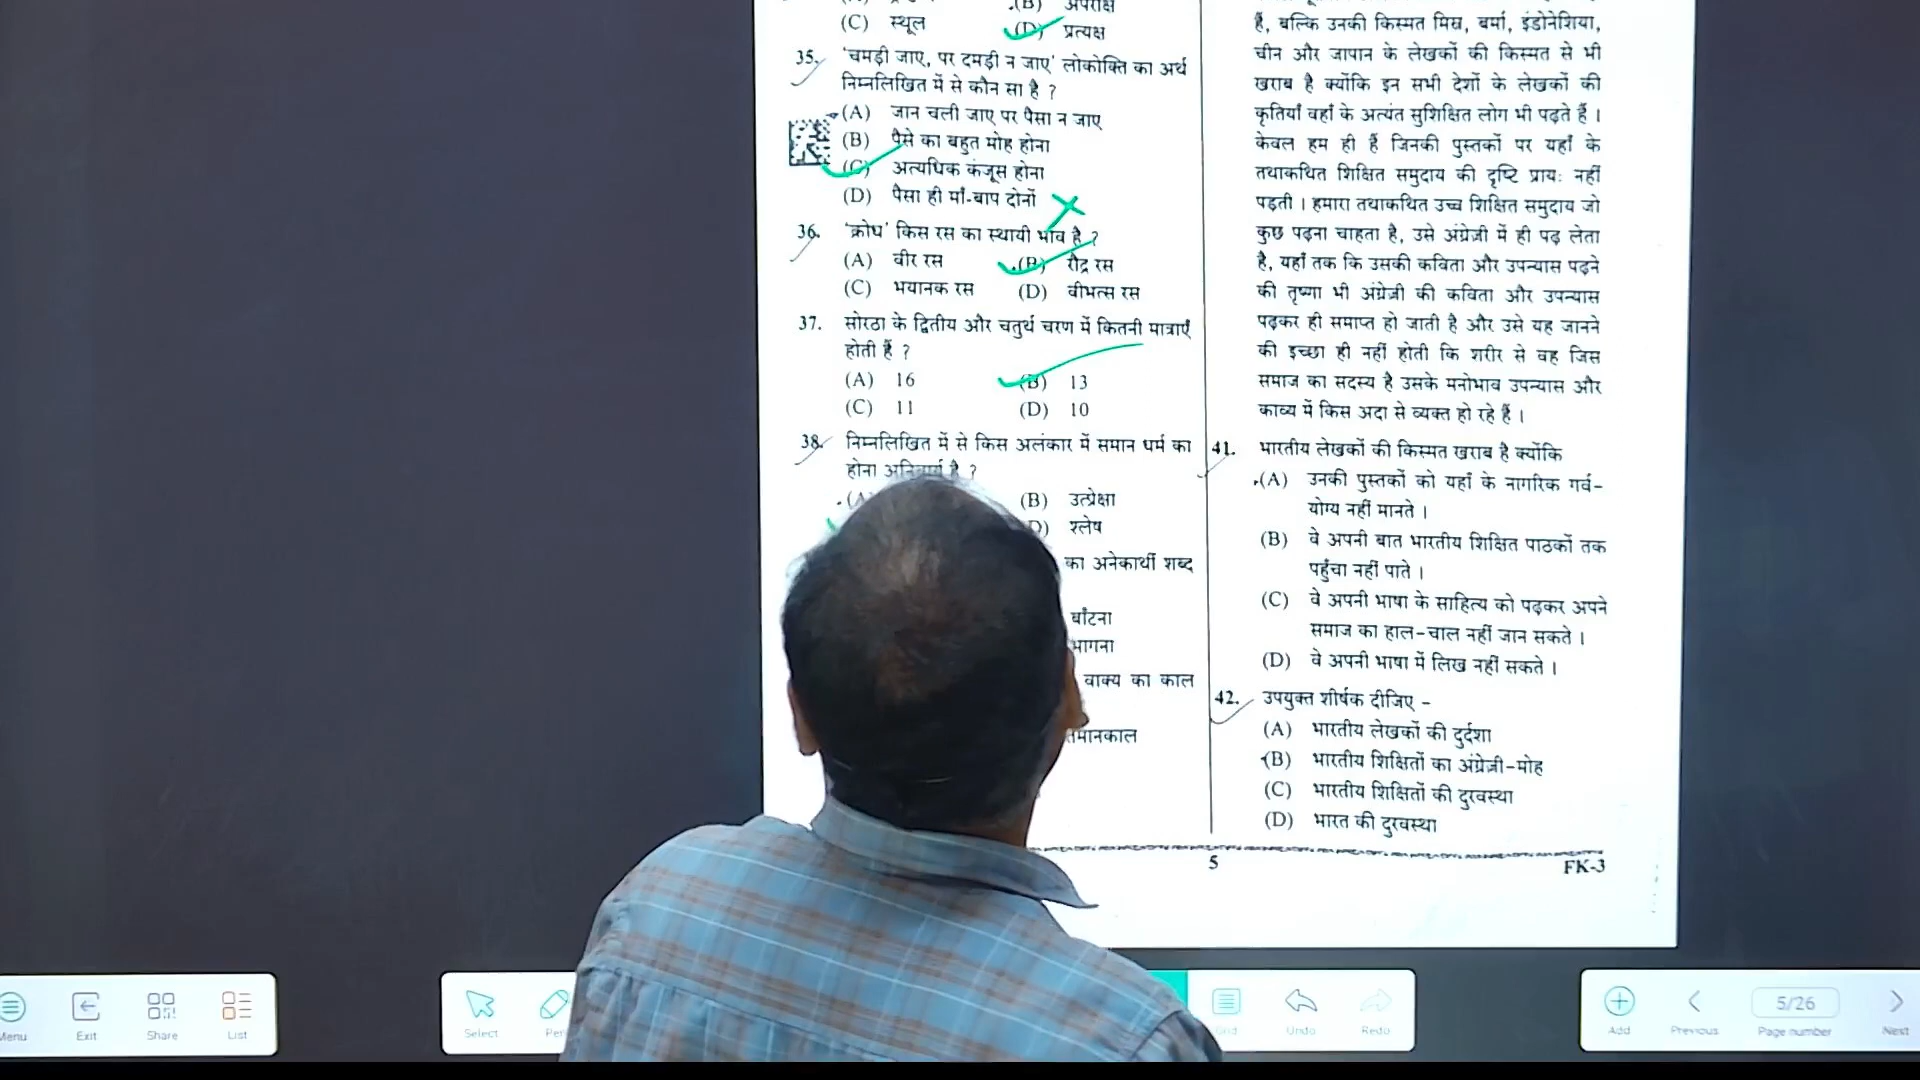 (B) अपरोक्ष
(C) स्थूल (D) प्रत्यक्ष
35. 'चमड़ी जाए, पर दमड़ी न जाए' लोकोक्ति का अर्थ
निम्नलिखित में से कौन सा है ?
(A) जान चली जाए पर पैसा न जाए
(B) पैसे का बहुत मोह होना
(C) अत्यधिक कंजूस होना
(D) पैसा ही माँ-बाप दोनों
36. 'क्रोध' किस रस का स्थायी भाव है ?
(A) वीर रस (B) रौद्र रस
(C) भयानक रस (D) वीभत्स रस
37. सोरठा के द्वितीय और चतुर्थ चरण में कितनी मात्राएँ
होती हैं ?
(A) 16 (B) 13
(C) 11 (D) 10
38. निम्नलिखित में से किस अलंकार में समान धर्म का
होना अनिवार्य है ?
(A) (B) उत्प्रेक्षा
(D) श्लेष
का अनेकार्थी शब्द
बाँटना
भागना
वाक्य का काल
हैं, बल्कि उनकी किस्मत मिस्र, बर्मा, इंडोनेशिया,
चीन और जापान के लेखकों की किस्मत से भी
खराब है क्योंकि इन सभी देशों के लेखकों की
कृतियाँ वहाँ के अत्यंत सुशिक्षित लोग भी पढ़ते हैं ।
केवल हम ही हैं जिनकी पुस्तकों पर यहाँ के
तथाकथित शिक्षित समुदाय की दृष्टि प्रायः नहीं
पड़ती । हमारा तथाकथित उच्च शिक्षित समुदाय जो
कुछ पढ़ना चाहता है, उसे अंग्रेज़ी में ही पढ़ लेता
है, यहाँ तक कि उसकी कविता और उपन्यास पढ़ने
की तृष्णा भी अंग्रेज़ी की कविता और उपन्यास
पढ़कर ही समाप्त हो जाती है और उसे यह जानने
की इच्छा ही नहीं होती कि शरीर से वह जिस
समाज का सदस्य है उसके मनोभाव उपन्यास और
काव्य में किस अदा से व्यक्त हो रहे हैं ।
41. भारतीय लेखकों की किस्मत खराब है क्योंकि
(A) उनकी पुस्तकों को यहाँ के नागरिक गर्व-
योग्य नहीं मानते ।
(B) वे अपनी बात भारतीय शिक्षित पाठकों तक
पहुँचा नहीं पाते ।
(C) वे अपनी भाषा के साहित्य को पढ़कर अपने
समाज का हाल-चाल नहीं जान सकते ।
(D) वे अपनी भाषा में लिख नहीं सकते ।
42. उपयुक्त शीर्षक दीजिए -
(A) भारतीय लेखकों की दुर्दशा
(B) भारतीय शिक्षितों का अंग्रेज़ी-मोह
(C) भारतीय शिक्षितों की दुरवस्था
(D) भारत की दुरवस्था
5 FK-3
Menu Exit Share List Select Undo Redo Add Previous 5/26 Page number Next